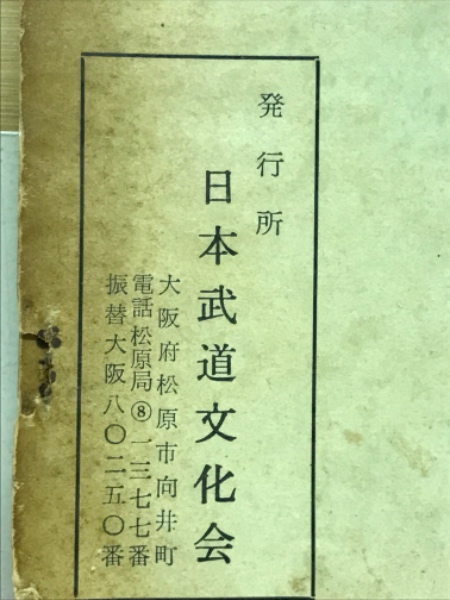 発行所
日本武道文化会
大阪府松原市向井町
電話松原局⑧一三七七番
振替大阪八〇二五〇番